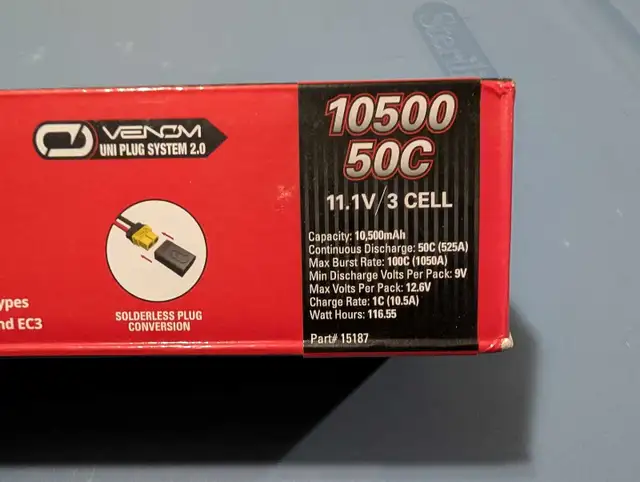 VENOM
UNI PLUG SYSTEM 2.0
SOLDERLESS PLUG
CONVERSION
ypes
nd EC3
10500
50C
11.1V/3 CELL
Capacity: 10,500mAh
Continuous Discharge: 50C (525A)
Max Burst Rate: 100C (1050A)
Min Discharge Volts Per Pack: 9V
Max Volts Per Pack: 12.6V
Charge Rate: 1C (10.5A)
Watt Hours: 116.55
Part# 15187